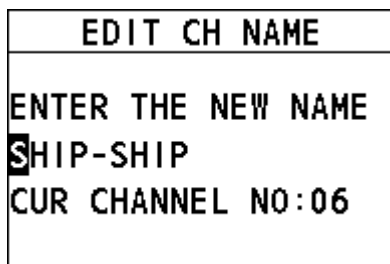 EDIT CH NAME
ENTER THE NEW NAME
SHIP-SHIP
CUR CHANNEL NO:06